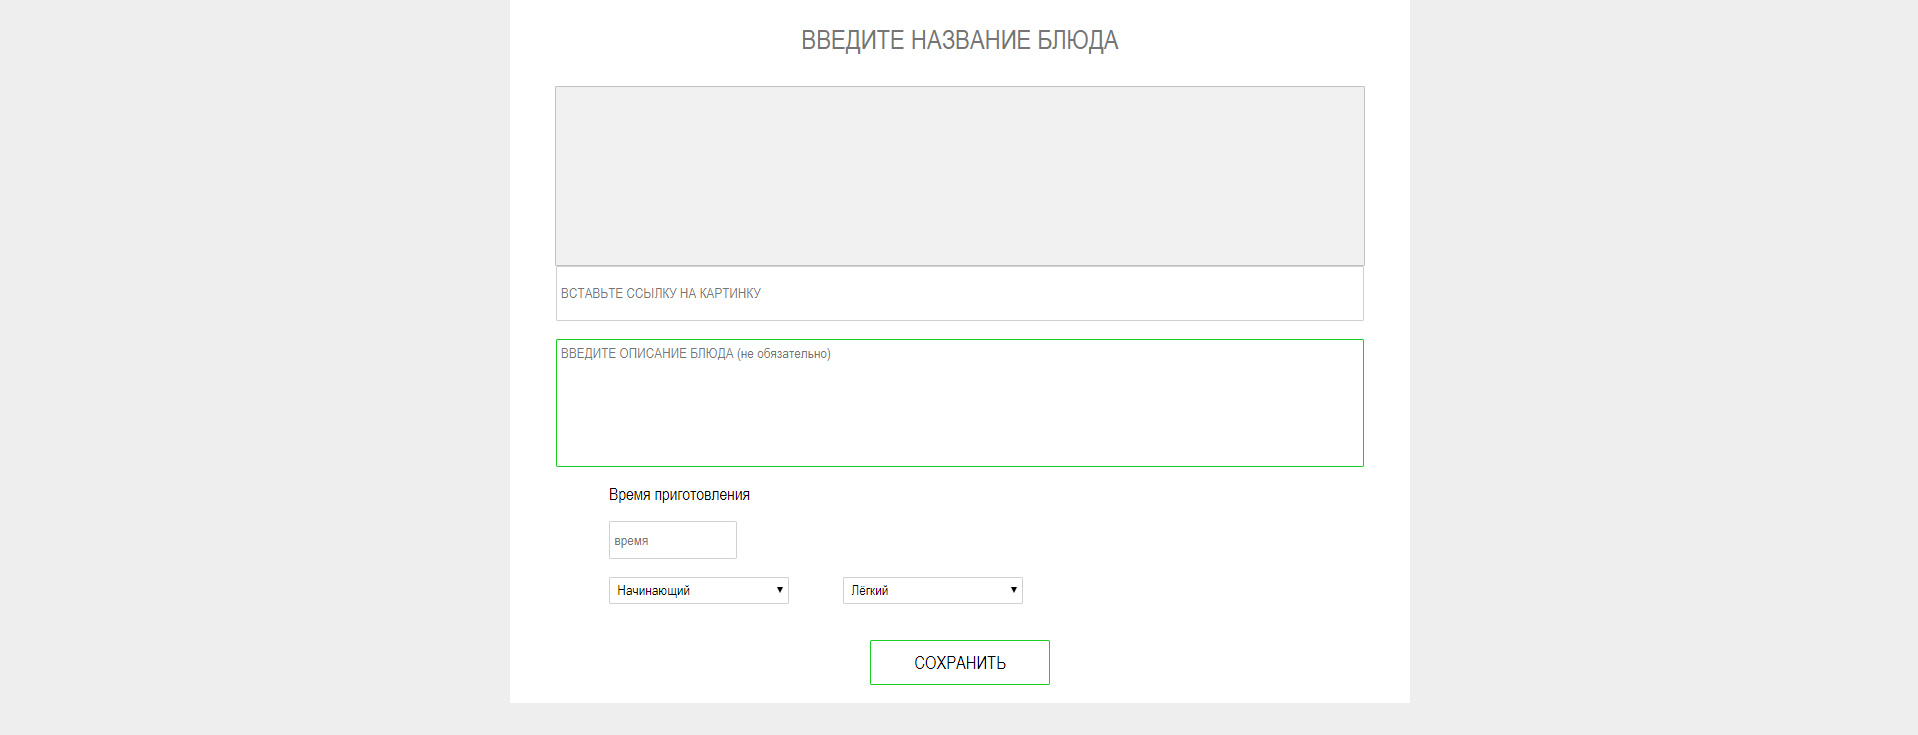 ВВЕДИТЕ НАЗВАНИЕ БЛЮДА
ВСТАВЬТЕ ССЫЛКУ НА КАРТИНКУ
ВВЕДИТЕ ОПИСАНИЕ БЛЮДА (не обязательно)
Время приготовления
время
Начинающий
Лёгкий
СОХРАНИТЬ